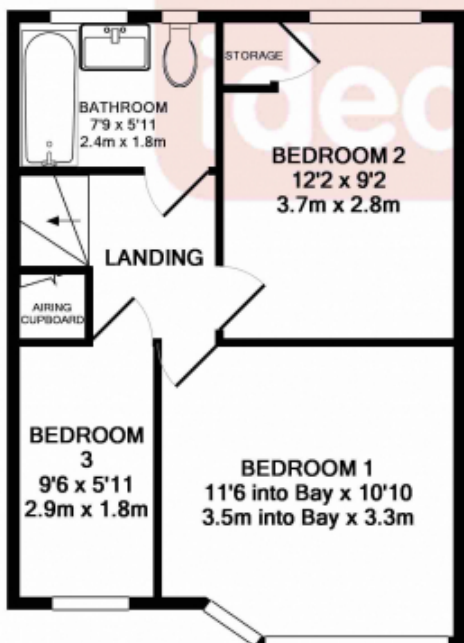 idea
STORAGE
BATHROOM
7'9 x 5'11
2.4m x 1.8m
BEDROOM 2
12'2 x 9'2
3.7m x 2.8m
LANDING
AIRING
CUPBOARD
BEDROOM
3
9'6 x 5'11
2.9m x 1.8m
BEDROOM 1
11'6 into Bay x 10'10
3.5m into Bay x 3.3m